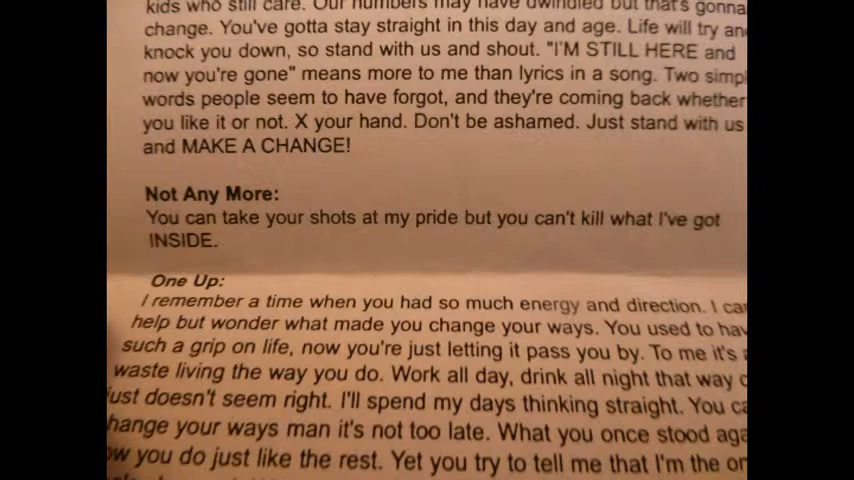 kids who still care. Our numbers may have dwindled but that's gonna
change. You've gotta stay straight in this day and age. Life will try
knock you down, so stand with us and shout. "I'M STILL HERE and
now you're gone" means more to me than lyrics in a song. Two
words people seem to have forgot, and they're coming back whether
you like it or not. X your hand. Don't be ashamed. Just stand with us
and MAKE A CHANGE!
Not Any More:
You can take your shots at my pride but you can't kill what I've got
INSIDE.
One Up:
I remember a time when you had so much energy and direction. I
help but wonder what made you change your ways. You used to
such a grip on life, now you're just letting it pass you by. To me it's
waste living the way you do. Work all day, drink all night that way
just doesn't seem right. I'll spend my days thinking straight. You
your ways man it's not too late. What you once stood
you do just like the rest. Yet you try to tell me that I'm the